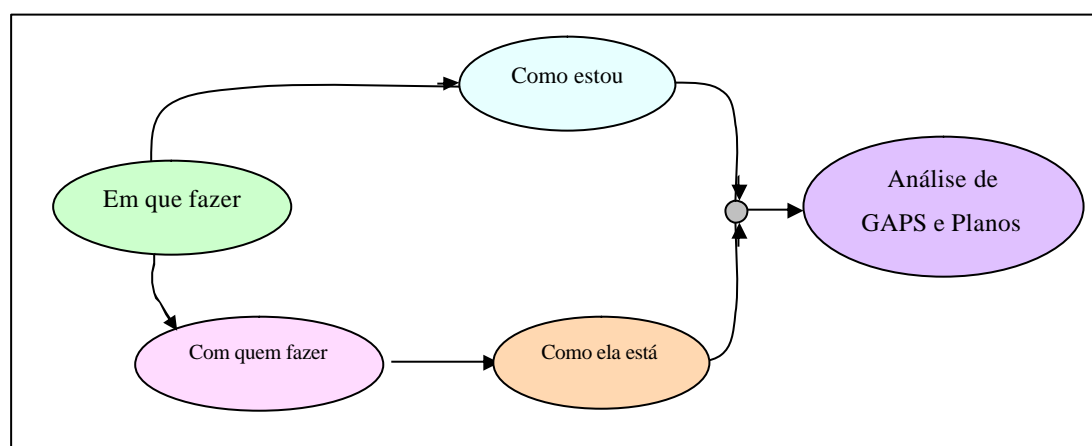 Como estou
Em que fazer
Análise de
GAPS e Planos
Com quem fazer
Como ela está